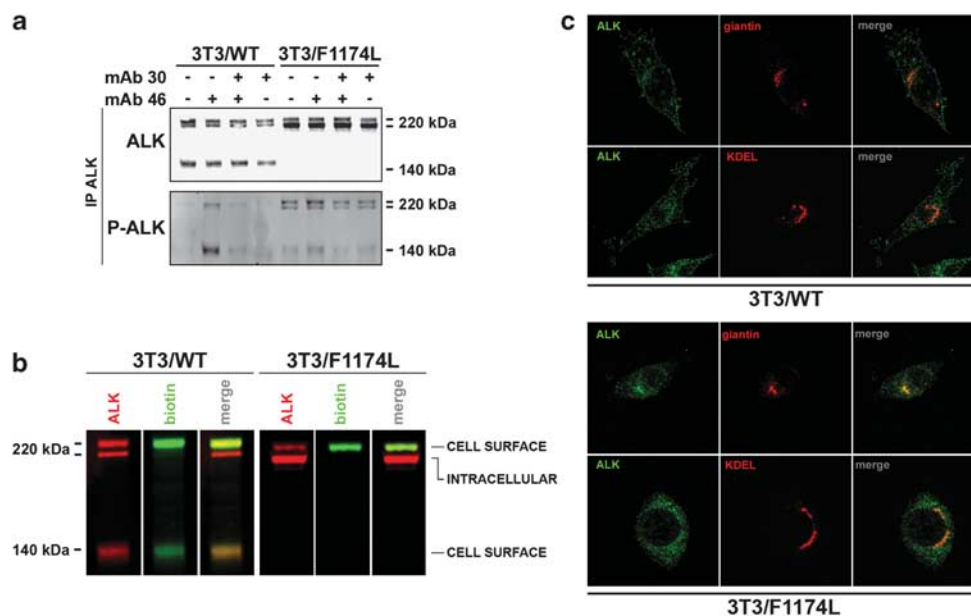 a
3T3/WT 3T3/F1174L
mAb 30 - - + + - - + +
mAb 46 - + + - - + + -
IP ALK
ALK
220 kDa
140 kDa
P-ALK
220 kDa
140 kDa
b
3T3/WT 3T3/F1174L
ALK biotin merge ALK biotin merge
220 kDa
CELL SURFACE
INTRACELLULAR
140 kDa
CELL SURFACE
c
ALK giantin merge
ALK KDEL merge
3T3/WT
ALK giantin merge
ALK KDEL merge
3T3/F1174L